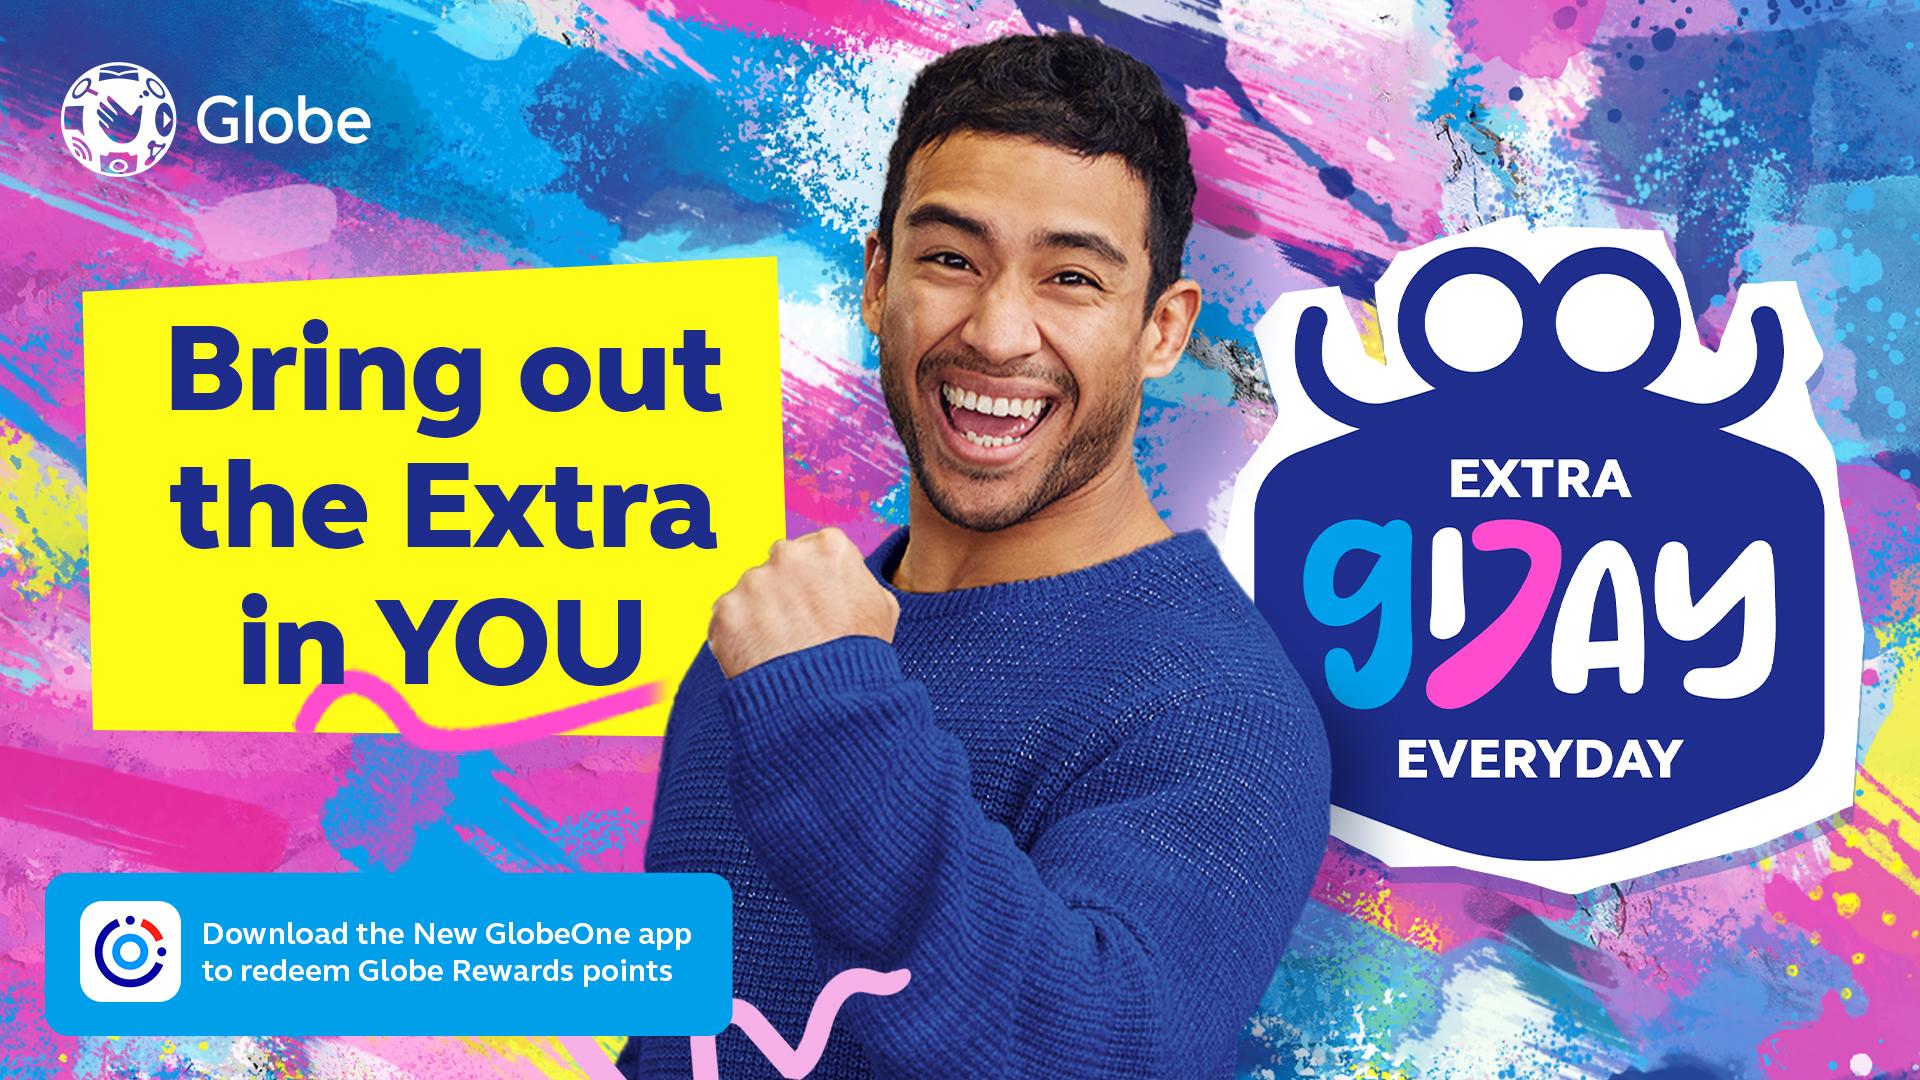 Globe
Bring out
the Extra
in YOU
EXTRA
g17DAY
EVERYDAY
Download the New GlobeOne app
to redeem Globe Rewards points